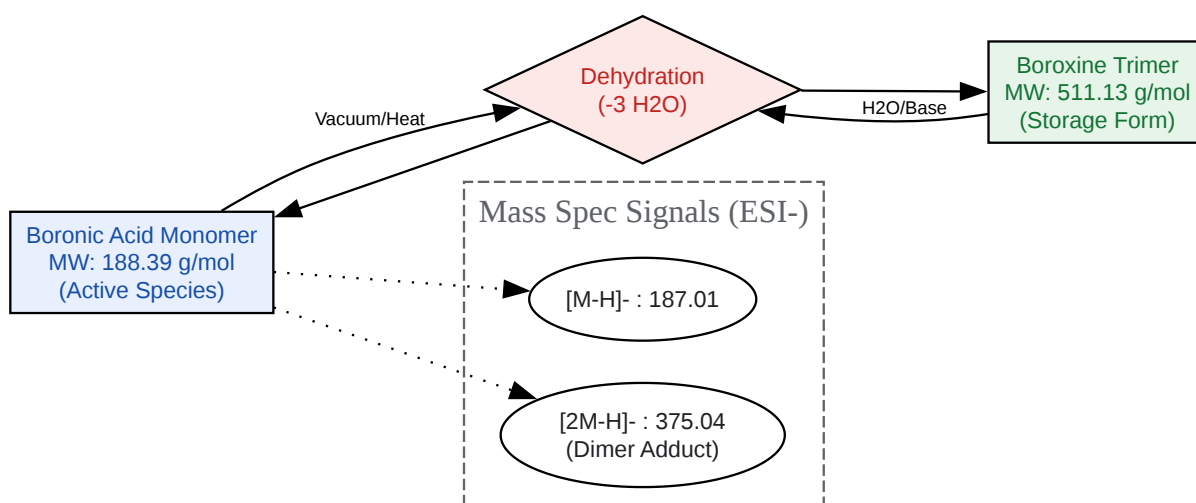 Dehydration
(-3 H2O)
Boroxine Trimer
MW: 511.13 g/mol
(Storage Form)
Vacuum/Heat
H2O/Base
Mass Spec Signals (ESI-)
Boronic Acid Monomer
MW: 188.39 g/mol
(Active Species)
[M-H]- : 187.01
[2M-H]- : 375.04
(Dimer Adduct)